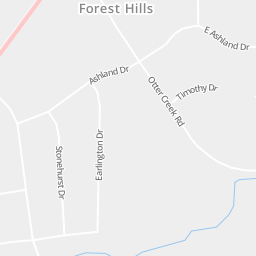 Forest Hills
E Ashland Dr
Ashland Dr
Otter Creek Rd
Timothy Dr
Stonehurst Dr
Earlington Dr